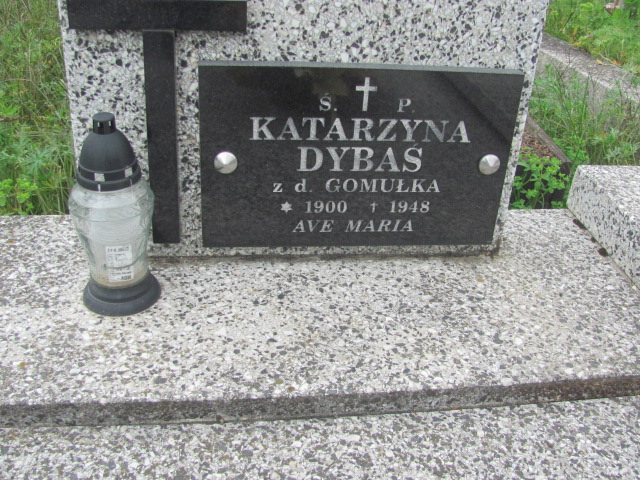 Ś. P.
KATARZYNA
DYBAŚ
z d. GOMUŁKA
* 1900 † 1948
AVE MARIA